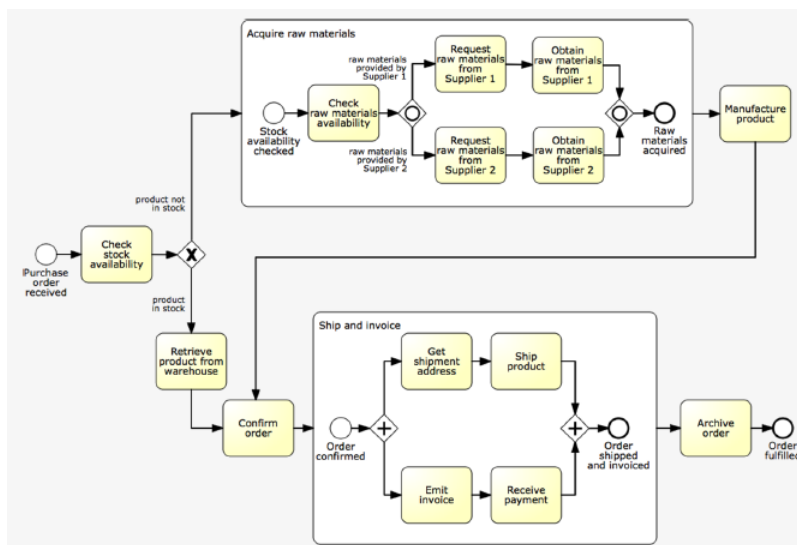 Acquire raw materials
raw materials
provided by
Supplier 1
Request
raw materials
from
Supplier 1
Obtain
raw materials
from
Supplier 1
Check
raw materials
availability
Manufacture
product
Stock
availability
checked
raw materials
provided by
Supplier 2
Request
raw materials
from
Supplier 2
Obtain
raw materials
from
Supplier 2
Raw
materials
acquired
product not
in stock
Check
stock
availability
Purchase
order
received
product
in stock
Retrieve
product from
warehouse
Ship and invoice
Get
shipment
address
Ship
product
Confirm
order
Order
confirmed
Order
shipped
and invoiced
Archive
order
Order
fulfilled
Emit
invoice
Receive
payment